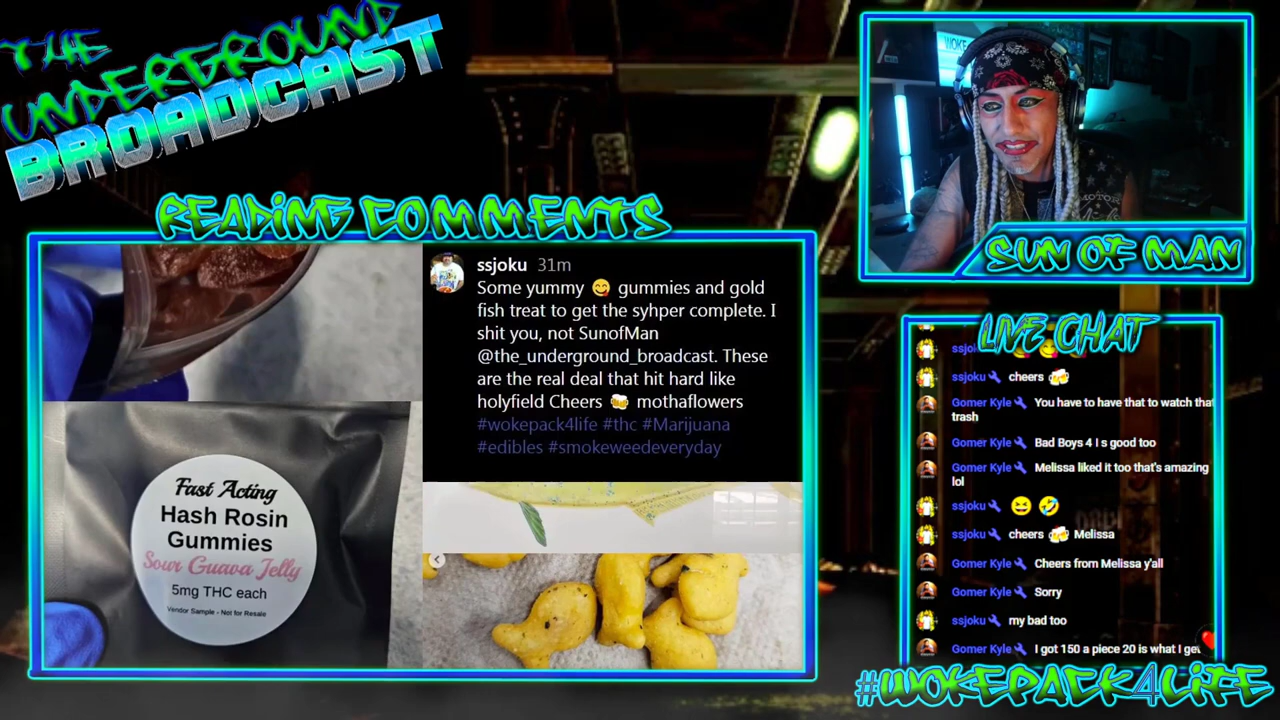 THE
UNDERGROUND
BROADCAST
READING COMMENTS
ssjoku 31m
Some yummy 😋 gummies and gold
fish treat to get the syhper complete. I
shit you, not SunofMan
@the_underground_broadcast. These
are the real deal that hit hard like
holyfield Cheers 🍻 mothaflowers
#wokepack4life #thc #Marijuana
#edibles #smokeweedeveryday
Fast Acting
Hash Rosin
Gummies
Sour Guava Jelly
5mg THC each
Vendor Sample - Not for Resale
WOKE
SUN OF MAN
LIVE CHAT
ssjoku cheers 🍻
Gomer Kyle You have to have that to watch that
trash
Gomer Kyle Bad Boys 4 I s good too
Gomer Kyle Melissa liked it too that's amazing
lol
ssjoku 😆 🤣
ssjoku cheers 🍻 Melissa
Gomer Kyle Cheers from Melissa y'all
Gomer Kyle Sorry
ssjoku my bad too
Gomer Kyle I got 150 a piece 20 is what I get
#WOKEPACK4LIFE